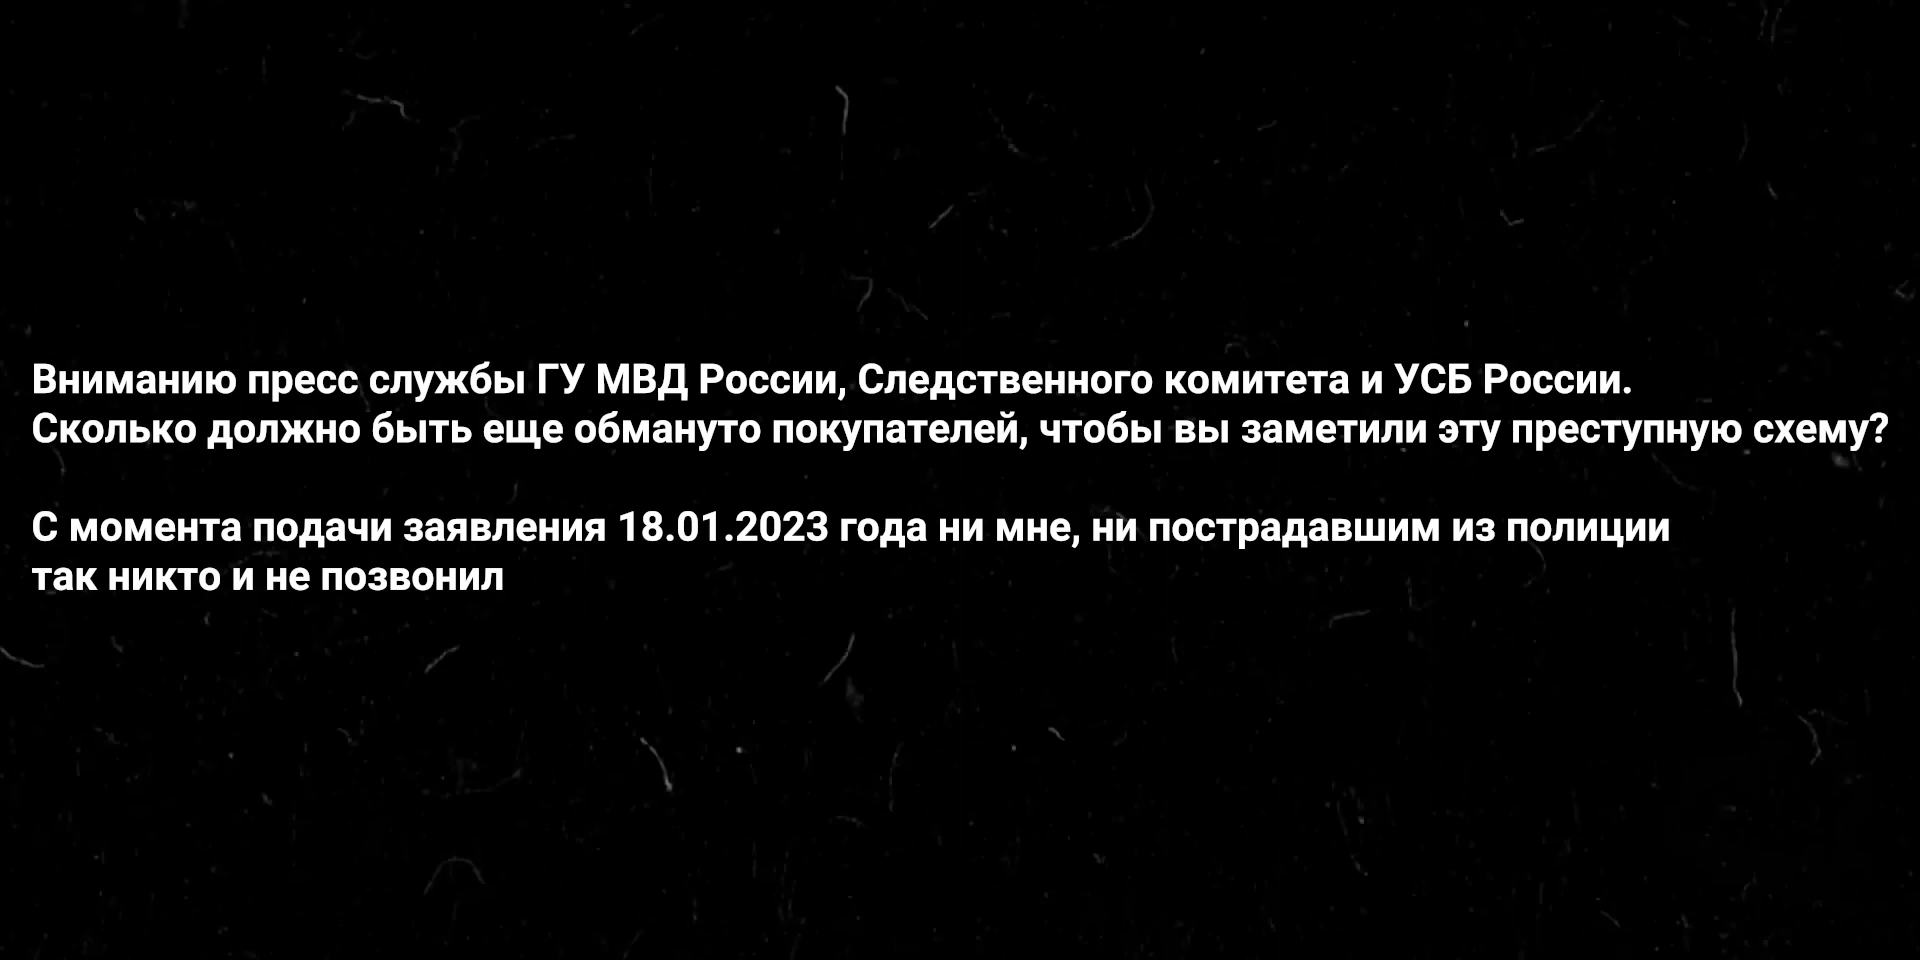 Вниманию пресс службы ГУ МВД России, Следственного комитета и УСБ России.
Сколько должно быть еще обмануто покупателей, чтобы вы заметили эту преступную схему?
С момента подачи заявления 18.01.2023 года ни мне, ни пострадавшим из полиции
так никто и не позвонил